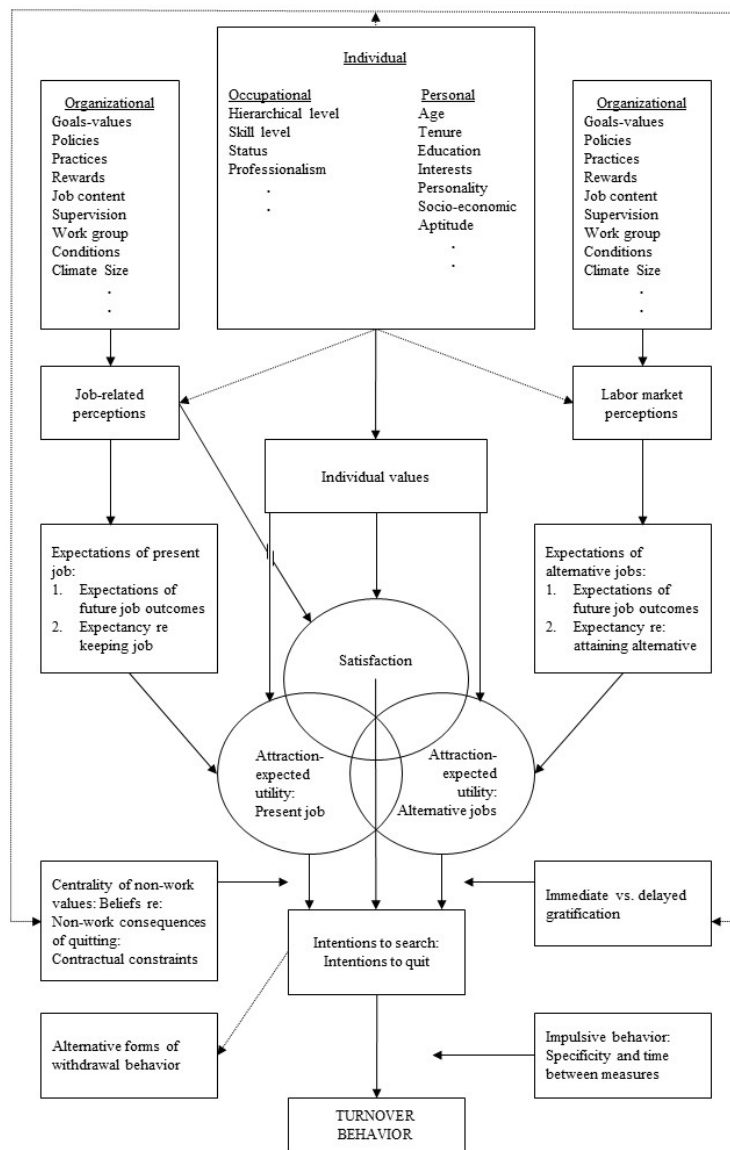 Individual
Occupational
Hierarchical level
Skill level
Status
Professionalism
.
.
Personal
Age
Tenure
Education
Interests
Personality
Socio-economic
Aptitude
.
.
Organizational
Goals-values
Policies
Practices
Rewards
Job content
Supervision
Work group
Conditions
Climate Size
.
.
Organizational
Goals-values
Policies
Practices
Rewards
Job content
Supervision
Work group
Conditions
Climate Size
.
.
Job-related
perceptions
Labor market
perceptions
Individual values
Expectations of present
job:
1. Expectations of
future job outcomes
2. Expectancy re
keeping job
Expectations of
alternative jobs:
1. Expectations of
future job outcomes
2. Expectancy re:
attaining alternative
Satisfaction
Attraction-
expected
utility:
Present job
Attraction-
expected
utility:
Alternative jobs
Centrality of non-work
values: Beliefs re:
Non-work consequences
of quitting:
Contractual constraints
Immediate vs. delayed
gratification
Intentions to search:
Intentions to quit
Alternative forms of
withdrawal behavior
Impulsive behavior:
Specificity and time
between measures
TURNOVER
BEHAVIOR